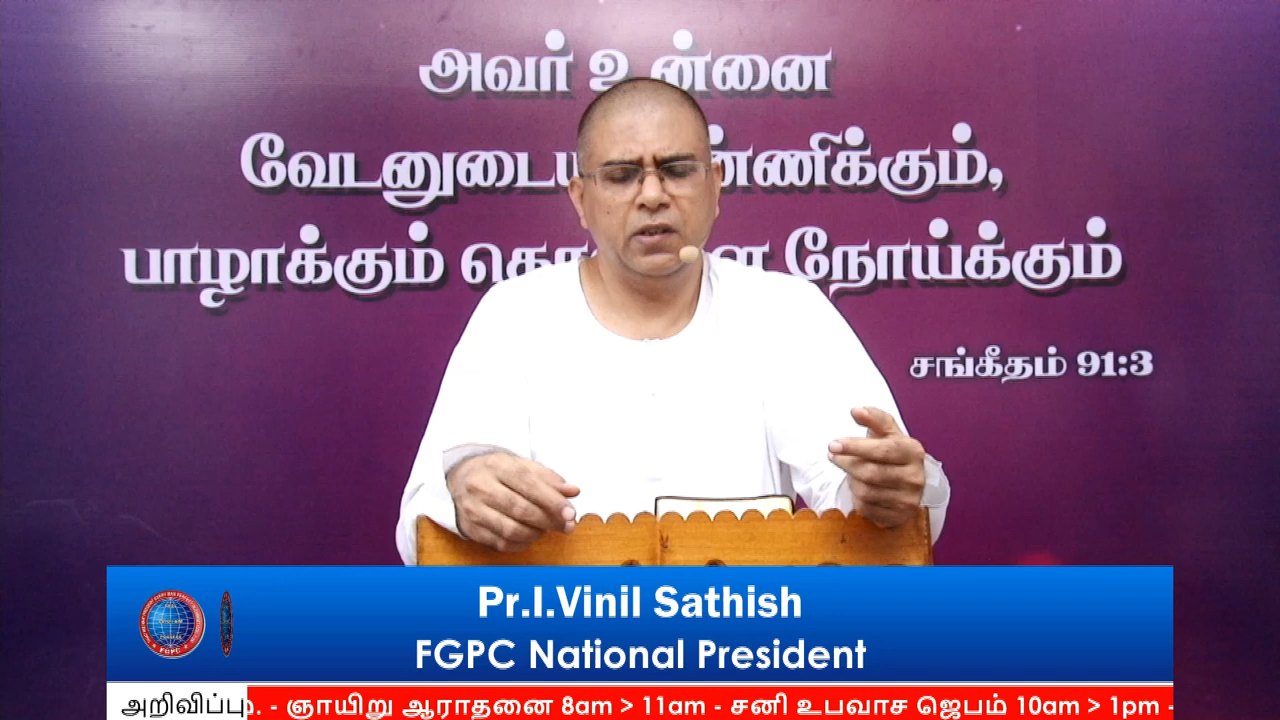 அவர் உன்னை
வேடனுடைய ண்ணிக்கும்,
பாழாக்கும் நோய்க்கும்
சங்கீதம் 91:3
Pr.I.Vinil Sathish
FGPC National President
FGPC
அறிவிப்பு . - ஞாயிறு ஆராதனை 8am > 11am - சனி உபவாச ஜெபம் 10am > 1pm -